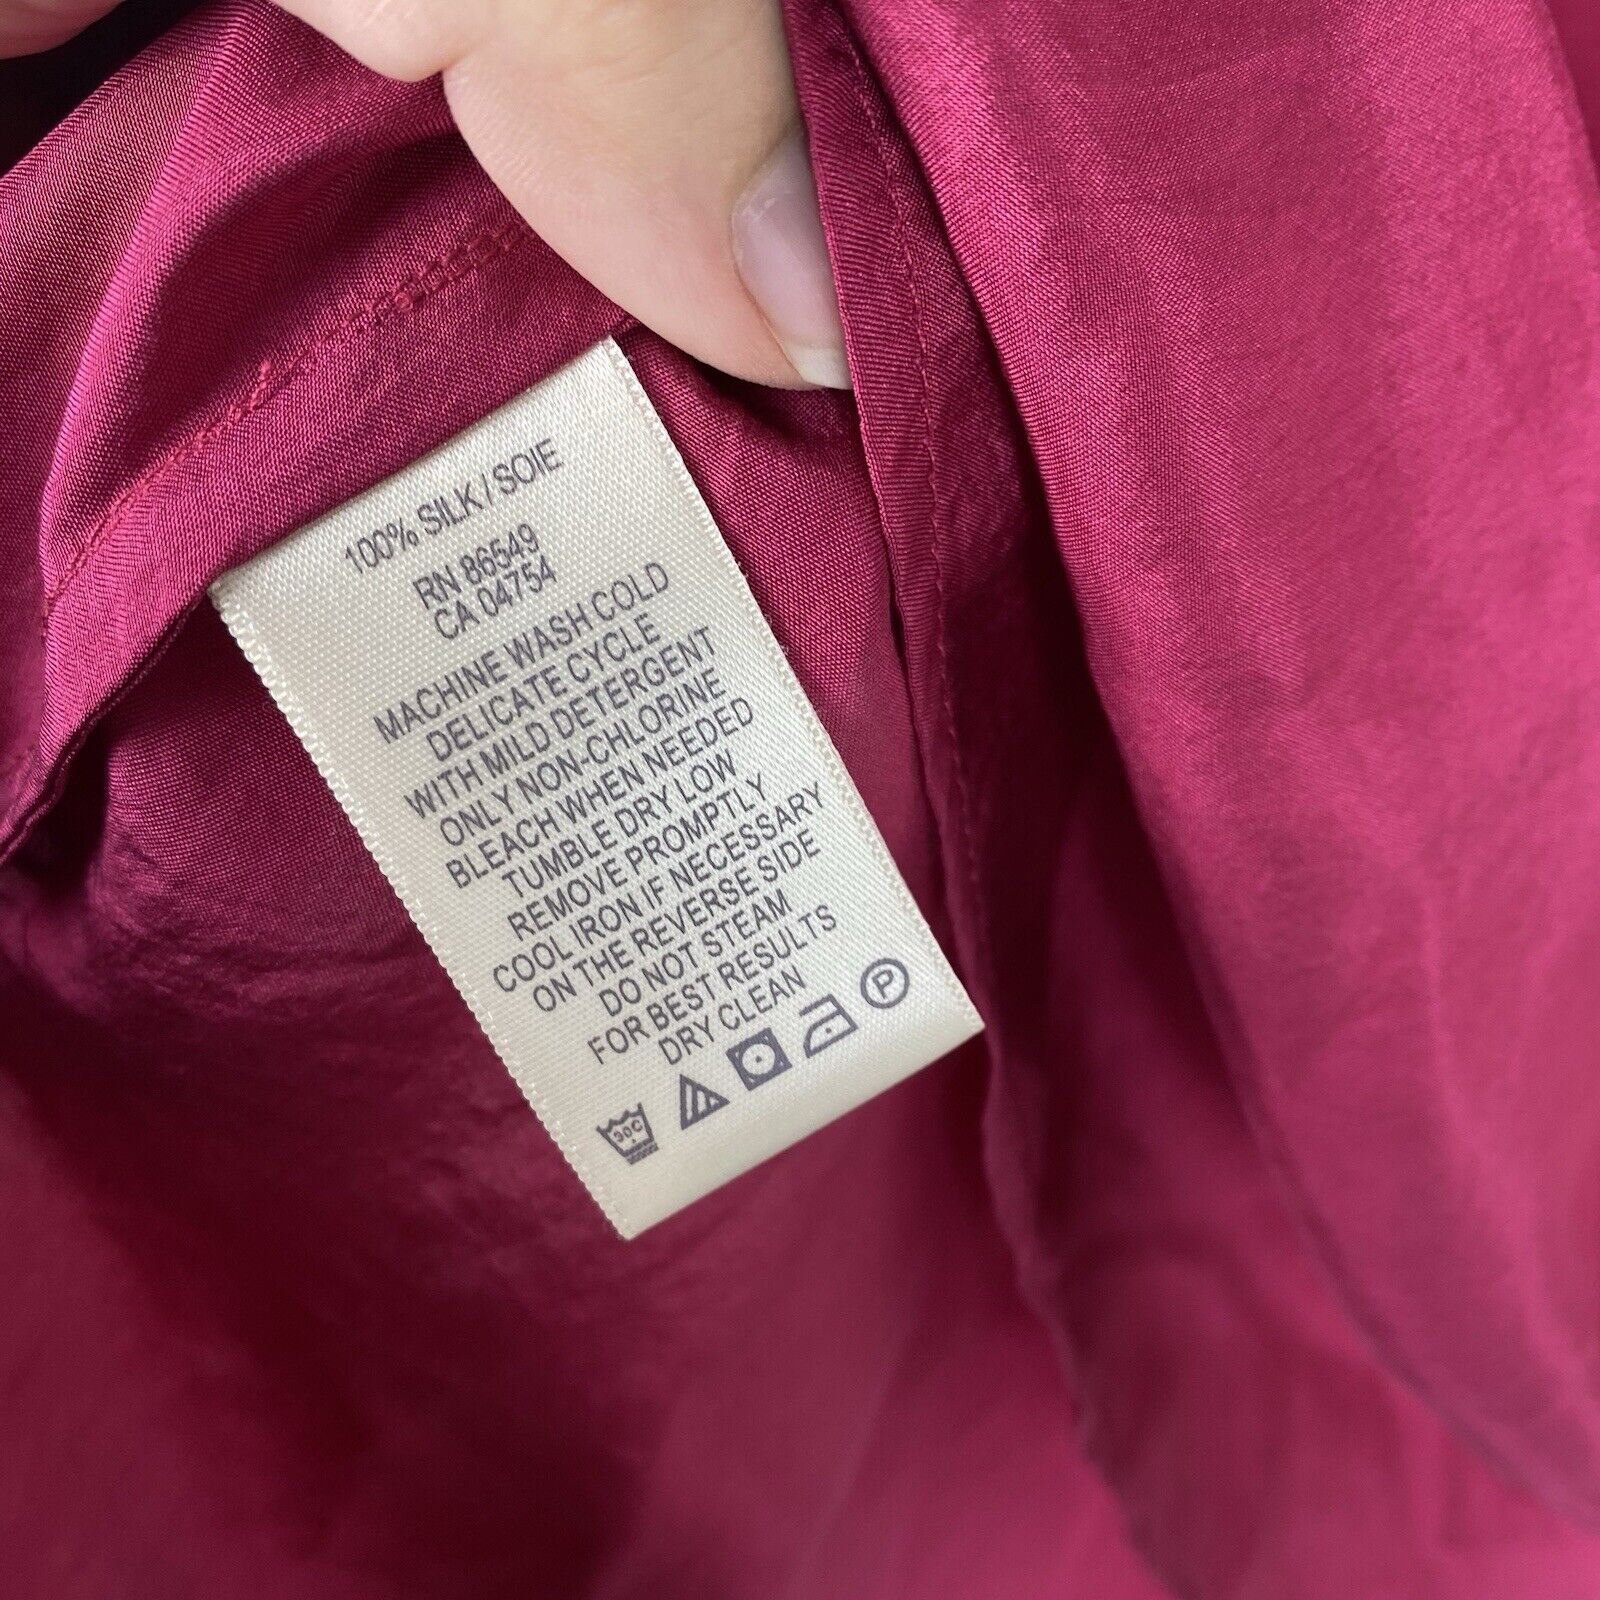 100% SILK / SOIE
RN 86549
CA 04754
MACHINE WASH COLD
DELICATE CYCLE
WITH MILD DETERGENT
ONLY NON-CHLORINE
BLEACH WHEN NEEDED
TUMBLE DRY LOW
REMOVE PROMPTLY
COOL IRON IF NECESSARY
ON THE REVERSE SIDE
DO NOT STEAM
FOR BEST RESULTS
DRY CLEAN
30C
P